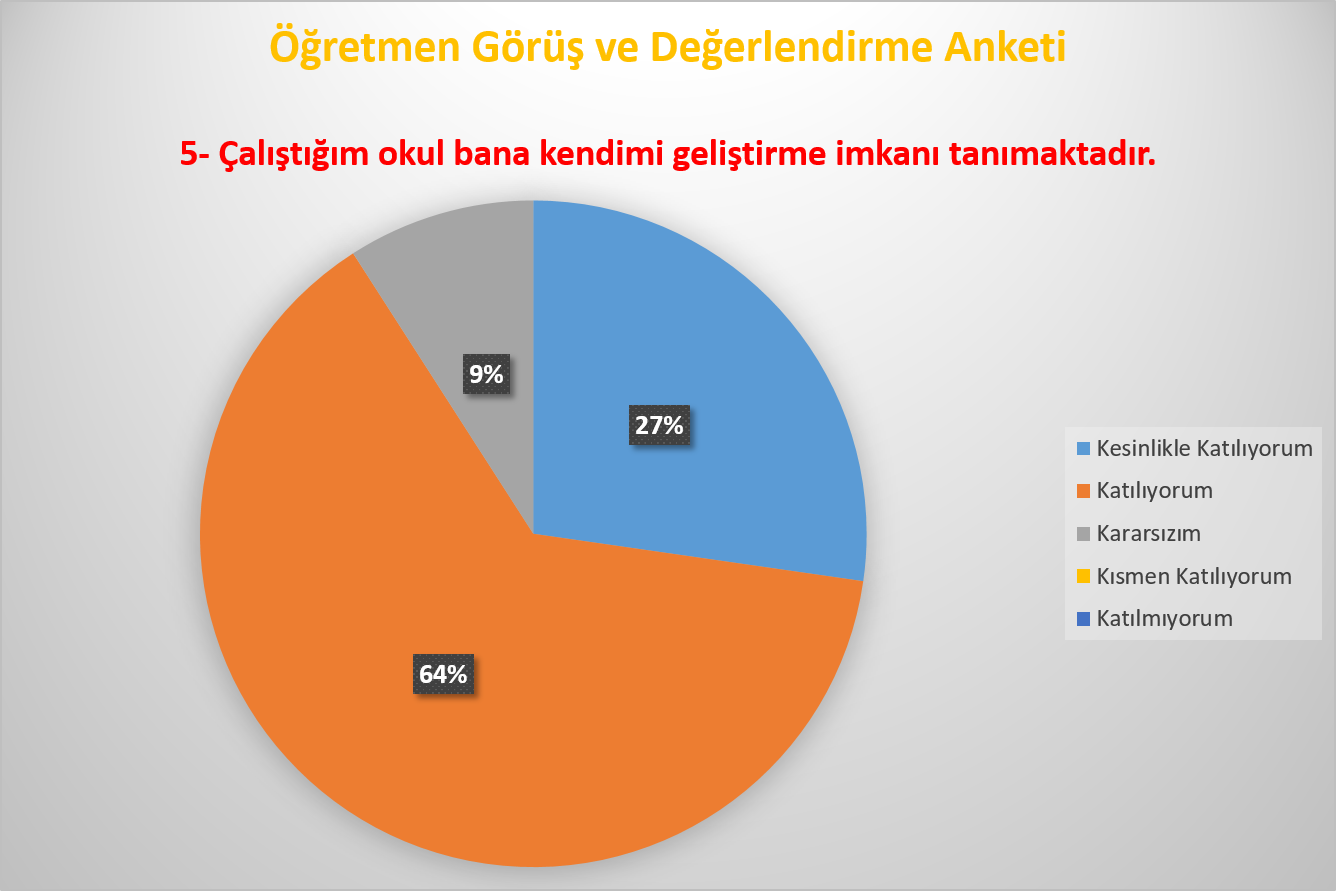 Öğretmen Görüş ve Değerlendirme Anketi
5- Çalıştığım okul bana kendimi geliştirme imkanı tanımaktadır.
9%
27%
64%
Kesinlikle Katılıyorum
Katılıyorum
Kararsızım
Kısmen Katılıyorum
Katılmıyorum